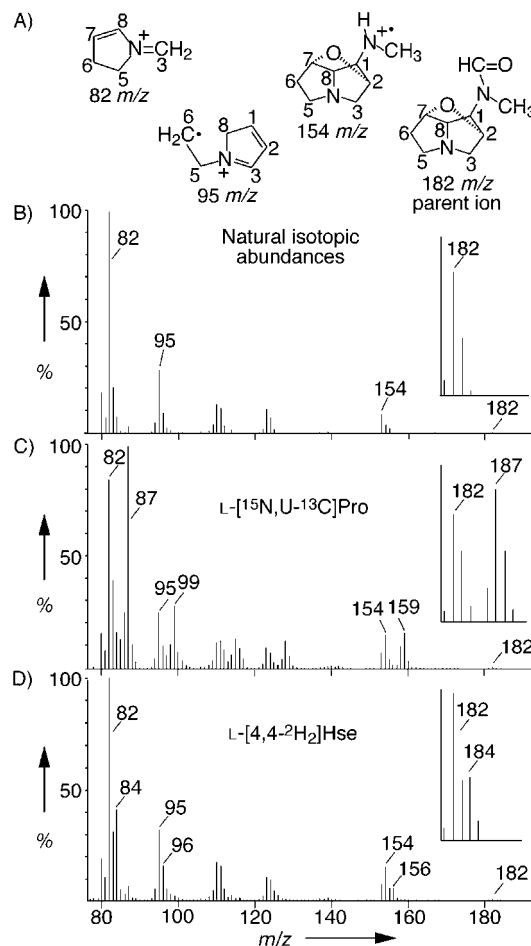 A)
8
7
6
5
N
+
CH2
3
82 m/z
6
H2C•
5
8
1
2
N
+
3
95 m/z
H
N
+•
CH3
7
O
8
1
2
6
N
5
3
154 m/z
HC=O
N
CH3
7
O
8
1
2
6
N
5
3
182 m/z
parent ion
B)
100
82
Natural isotopic
abundances
182
50
95
%
154
182
C)
100
82
87
L-[15N,U-13C]Pro
182
187
50
95
99
154
159
%
182
D)
100
82
L-[4,4-2H2]Hse
182
184
50
84
95
96
154
156
%
182
80 100 120 140 160 180
m/z